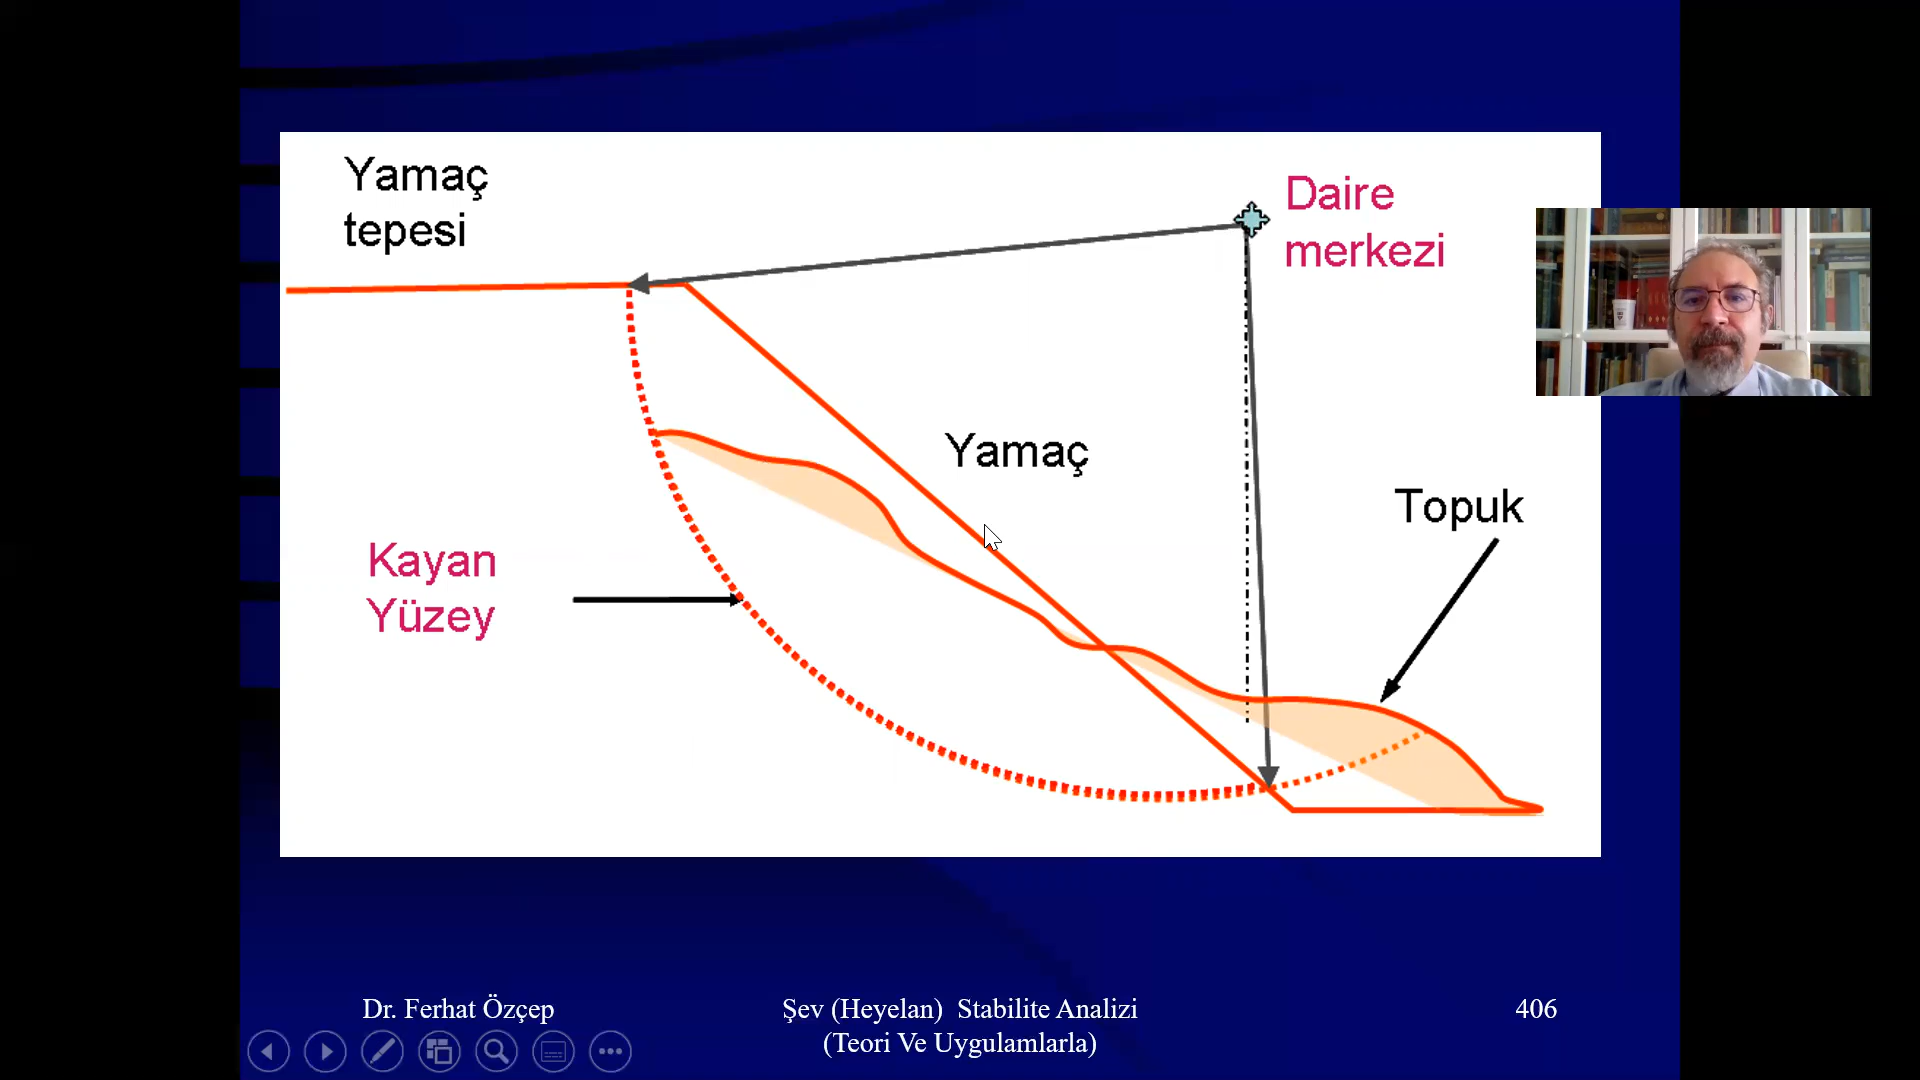 Yamaç
tepesi
Daire
merkezi
Yamaç
Topuk
Kayan
Yüzey
Dr. Ferhat Özçep
Şev (Heyelan)  Stabilite Analizi
(Teori Ve Uygulamlarla)
406